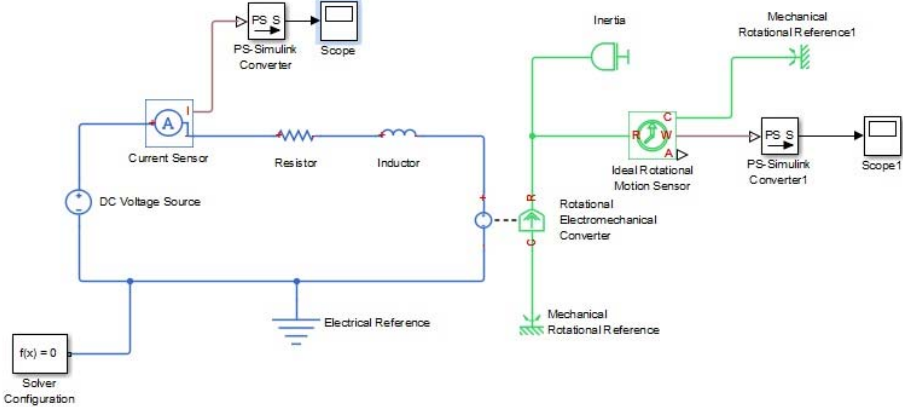 PS S
PS-Simulink
Converter
Scope
Inertia
Mechanical
Rotational Reference1
A
I
Current Sensor
Resistor
Inductor
C
R
W
A
Ideal Rotational
Motion Sensor
PS S
PS-Simulink
Converter1
Scope1
DC Voltage Source
+
-
+
-
R
C
Rotational
Electromechanical
Converter
Electrical Reference
Mechanical
Rotational Reference
f(x) = 0
Solver
Configuration